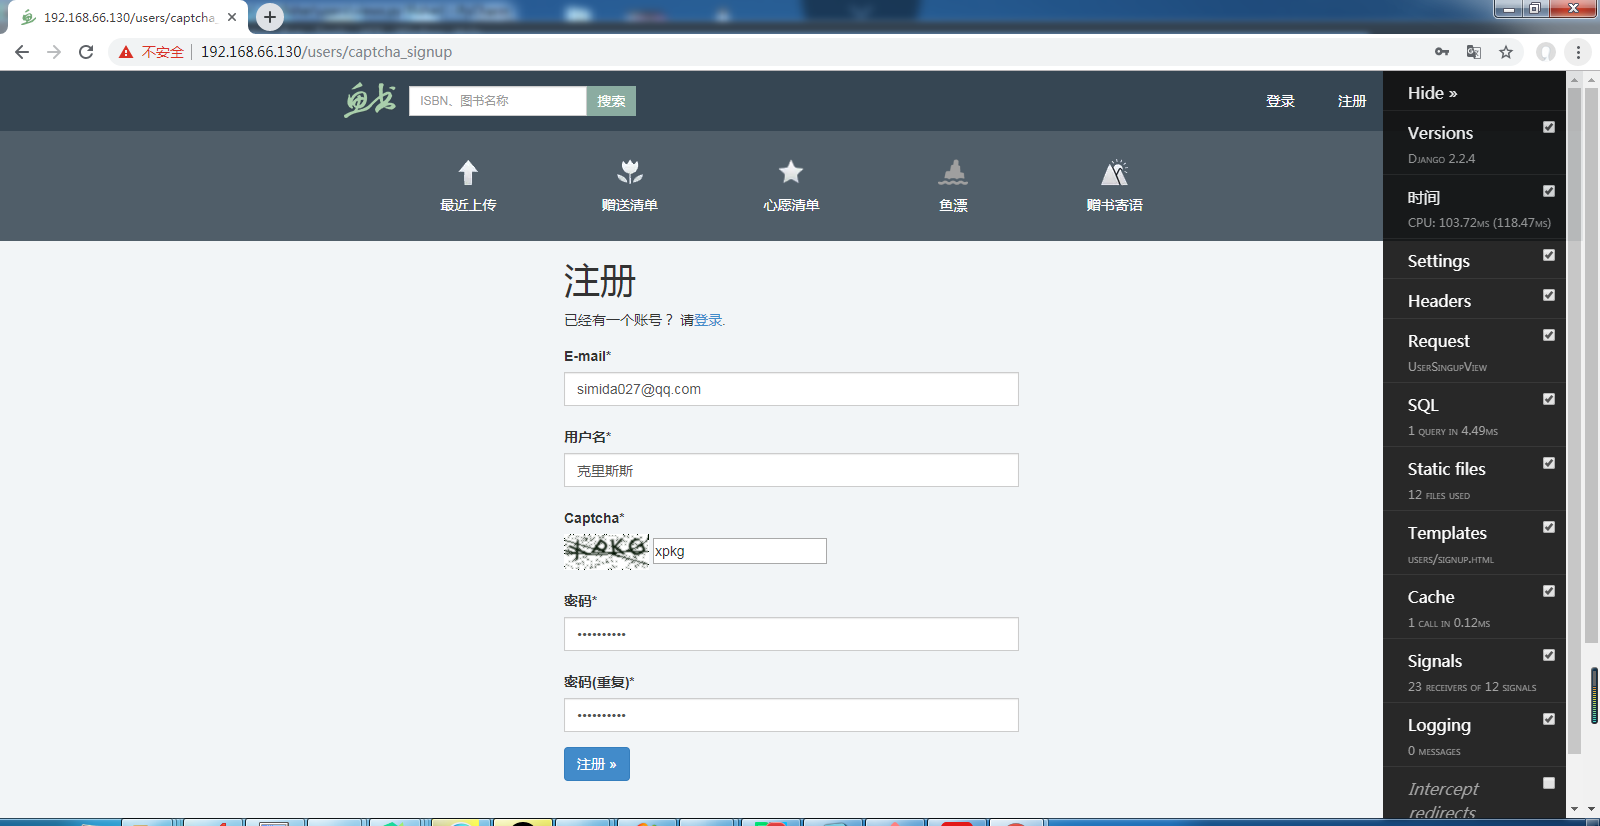 192.168.66.130/users/captcha_
不安全 192.168.66.130/users/captcha_signup
鱼书 ISBN、图书名称 搜索 登录 注册
最近上传 赠送清单 心愿清单 鱼漂 赠书寄语
注册
已经有一个账号？ 请登录.
E-mail*
simida027@qq.com
用户名*
克里斯斯
Captcha*
xpkg
密码*
密码(重复)*
注册 »
Hide »
Versions
Django 2.2.4
时间
CPU: 103.72ms (118.47ms)
Settings
Headers
Request
UserSingupView
SQL
1 query in 4.49ms
Static files
12 files used
Templates
users/signup.html
Cache
1 call in 0.12ms
Signals
23 receivers of 12 signals
Logging
0 messages
Intercept
redirects